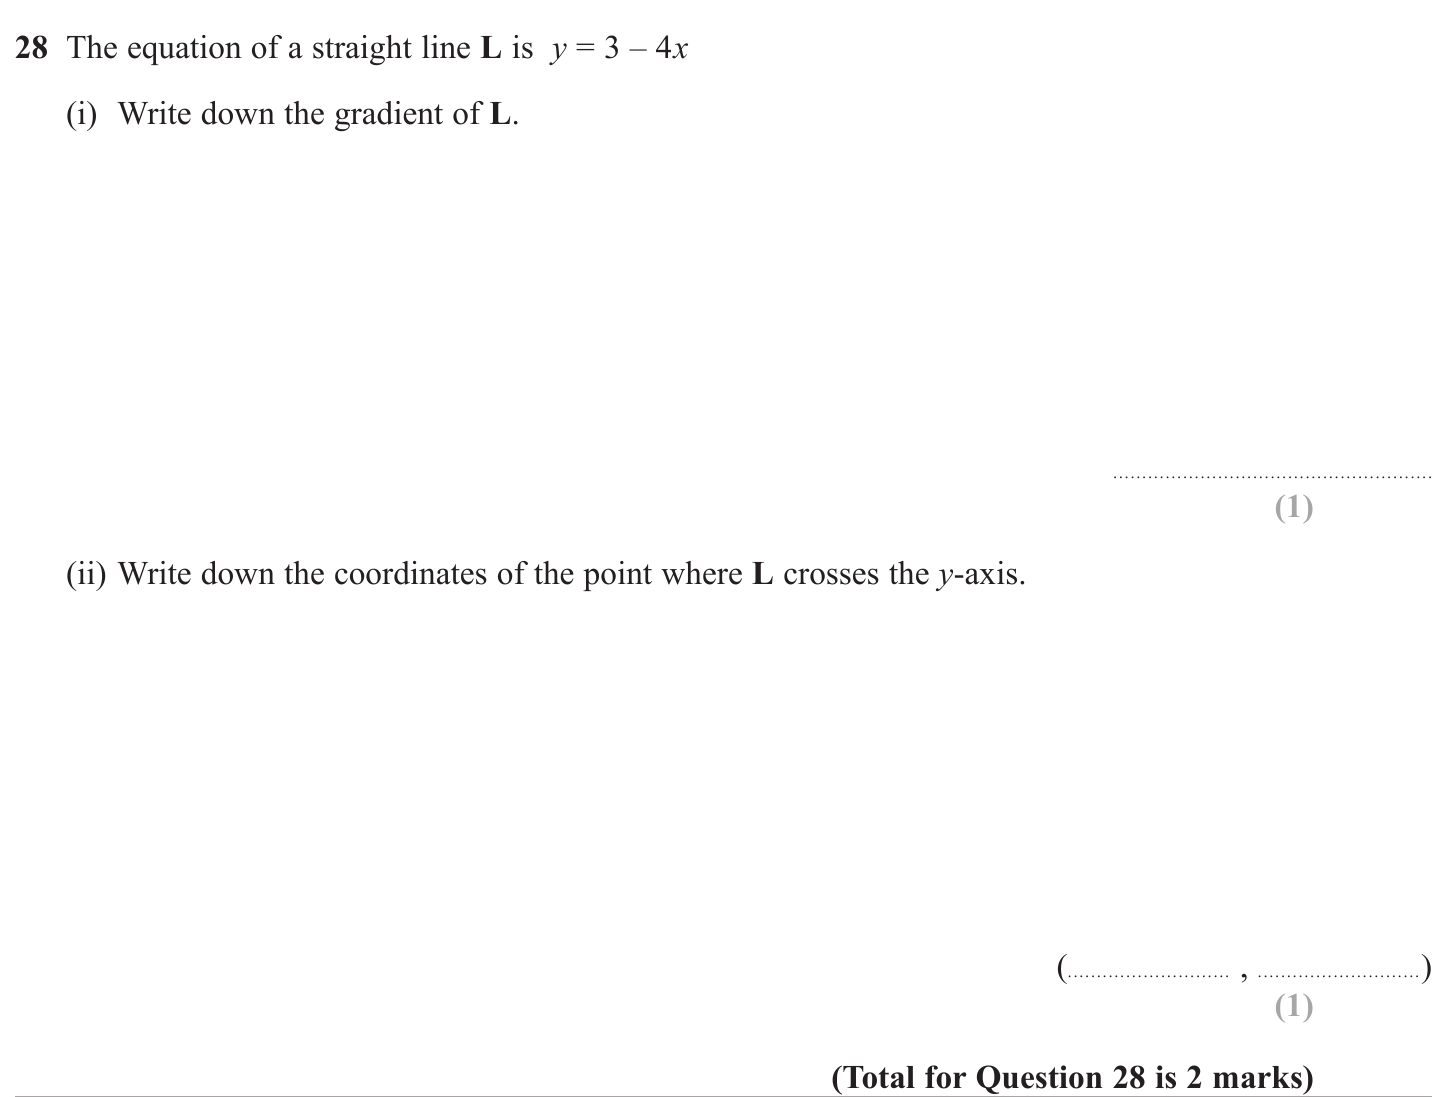 28 The equation of a straight line L is y = 3 – 4x
(i) Write down the gradient of L.
(1)
(ii) Write down the coordinates of the point where L crosses the y-axis.
(.............................. , ..............................)
(1)
(Total for Question 28 is 2 marks)